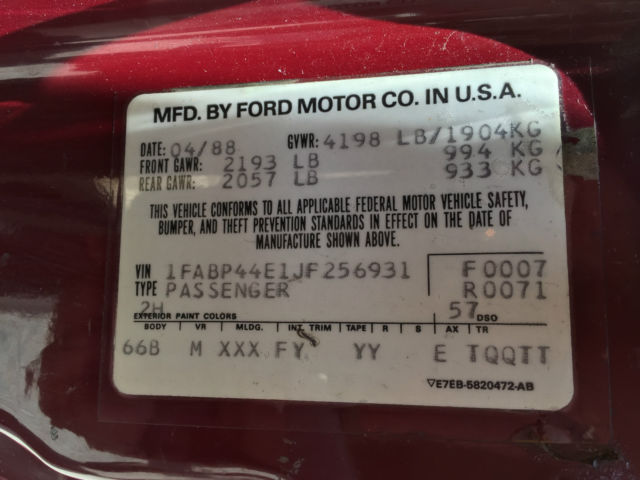 MFD. BY FORD MOTOR CO. IN U.S.A.
DATE: 04/88 GVWR: 4198 LB/1904KG
FRONT GAWR: 2193 LB 994 KG
REAR GAWR: 2057 LB 933 KG
THIS VEHICLE CONFORMS TO ALL APPLICABLE FEDERAL MOTOR VEHICLE SAFETY,
BUMPER, AND THEFT PREVENTION STANDARDS IN EFFECT ON THE DATE OF
MANUFACTURE SHOWN ABOVE.
VIN 1FABP44E1JF256931 F0007
TYPE PASSENGER R0071
2H 57
EXTERIOR PAINT COLORS DSO
BODY VR MLDG. INT. TRIM TAPE R S AX TR
66B M XXX FY YY E TQQTT
▽E7EB-5820472-AB